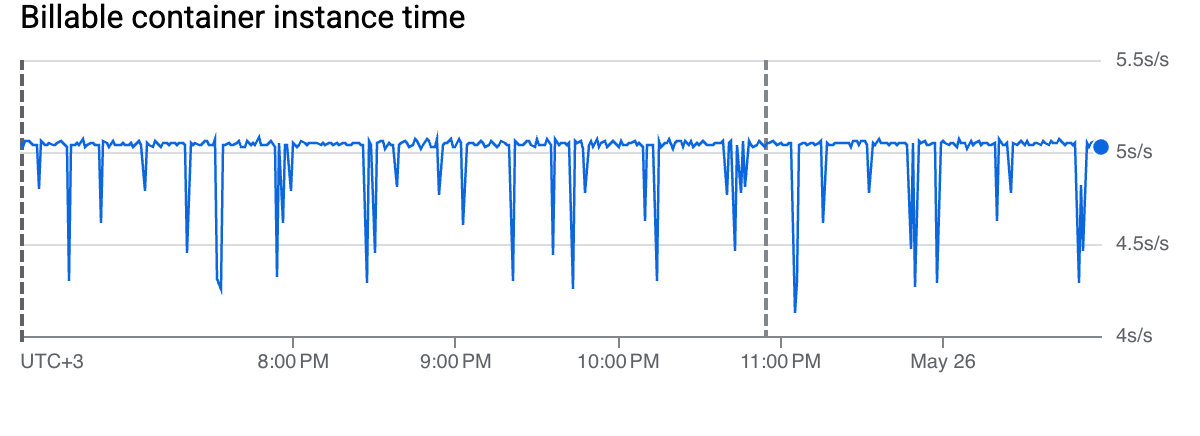 Billable container instance time
5.5s/s
5s/s
4.5s/s
4s/s
UTC+3 8:00 PM 9:00 PM 10:00 PM 11:00 PM May 26